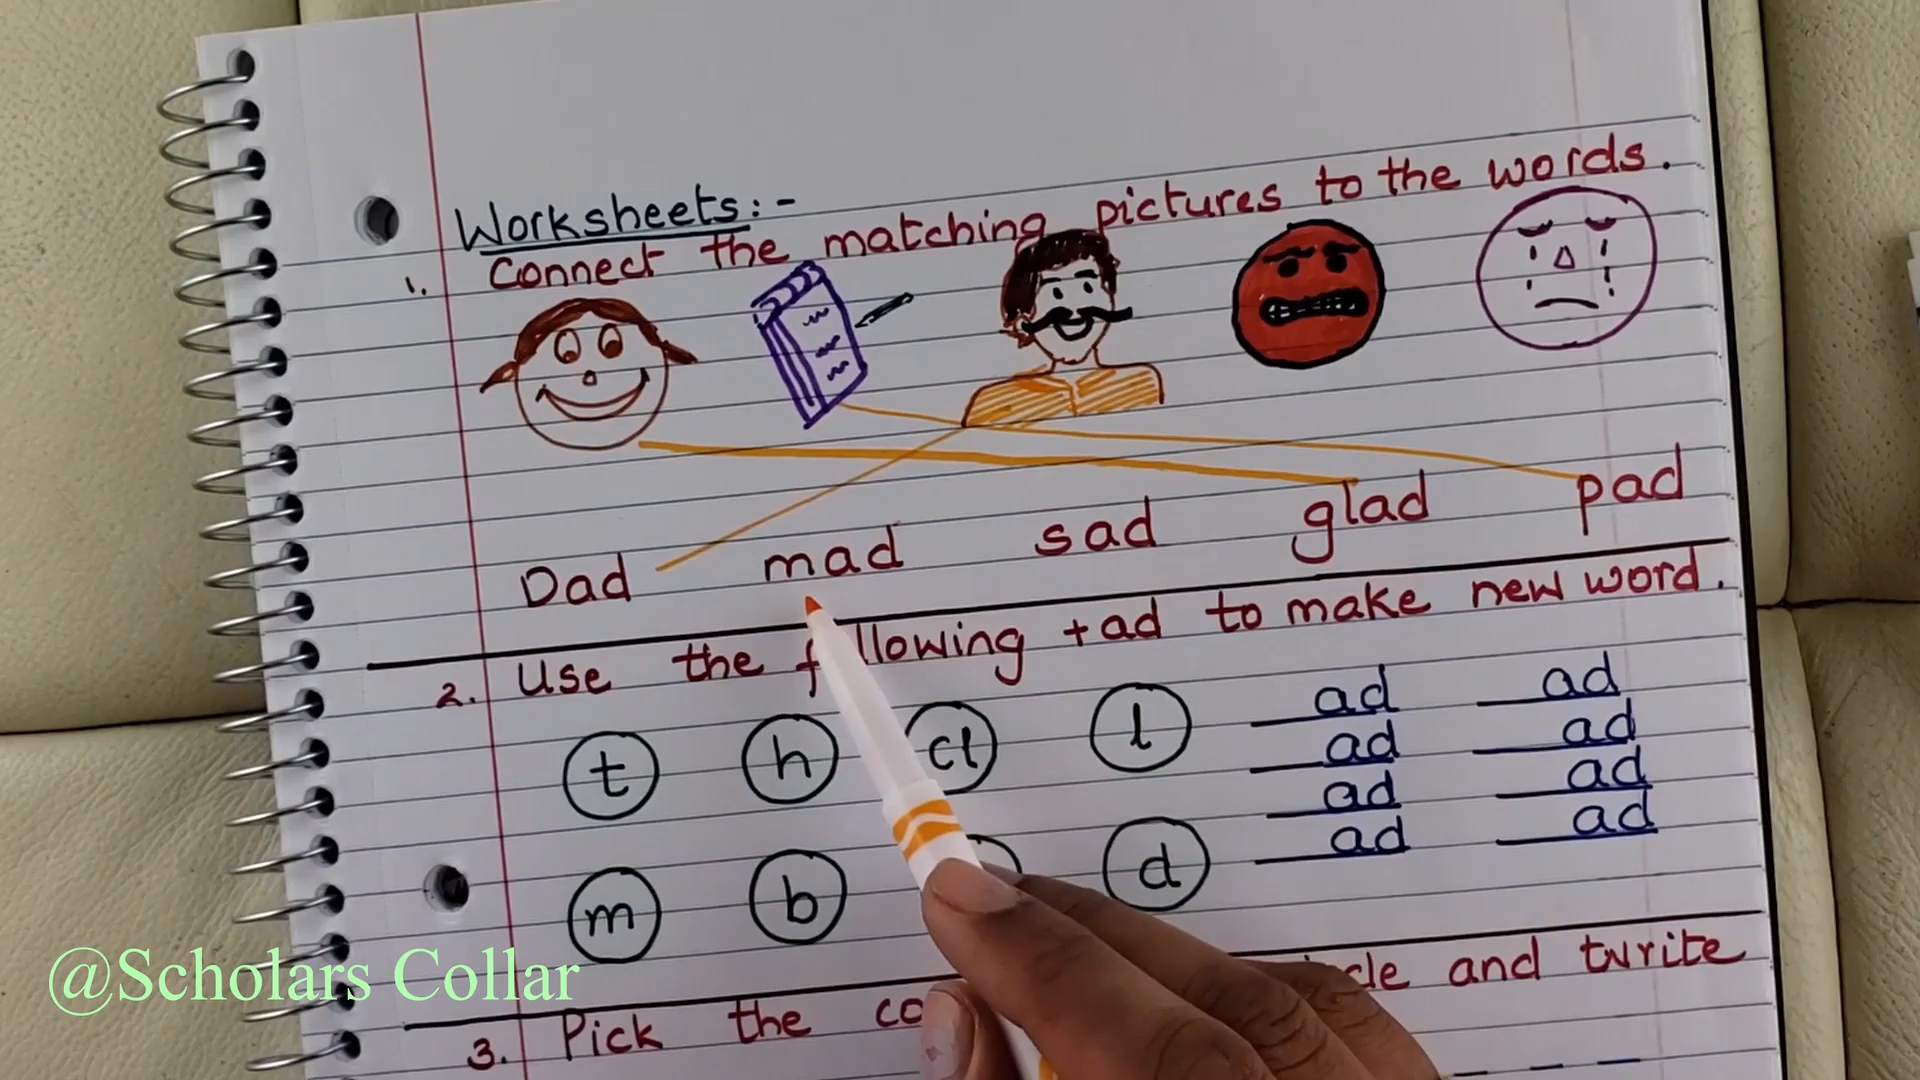 Worksheets:-
1. Connect the matching pictures to the words.
Dad mad sad glad pad
2. Use the following +ad to make new word.
t h cl l
ad ad
ad ad
ad ad
ad ad
m b d
3. Pick the and write
@Scholars Collar